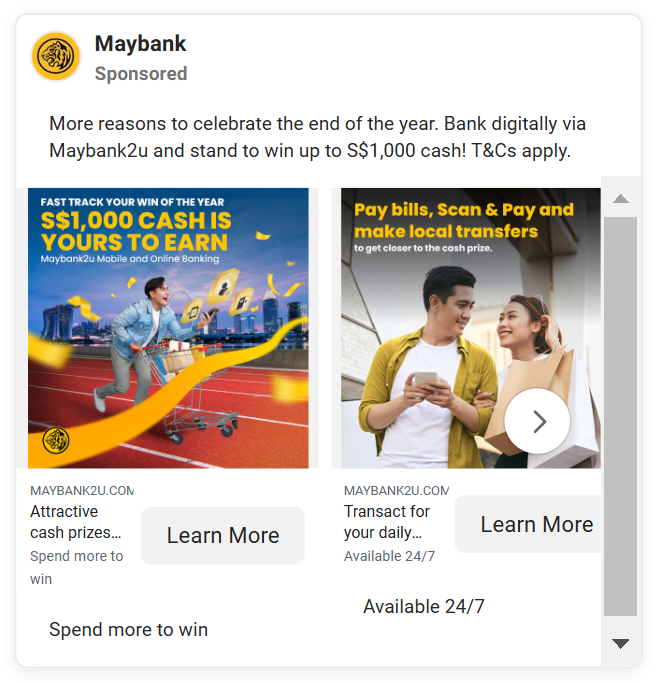 Maybank
Sponsored
More reasons to celebrate the end of the year. Bank digitally via
Maybank2u and stand to win up to S$1,000 cash! T&Cs apply.
FAST TRACK YOUR WIN OF THE YEAR
S$1,000 CASH IS
YOURS TO EARN
Maybank2u Mobile and Online Banking
Pay bills, Scan & Pay and
make local transfers
to get closer to the cash prize.
MAYBANK2U.COM
Attractive
cash prizes...
Spend more to
win
Learn More
Spend more to win
MAYBANK2U.COM
Transact for
your daily...
Available 24/7
Learn More
Available 24/7